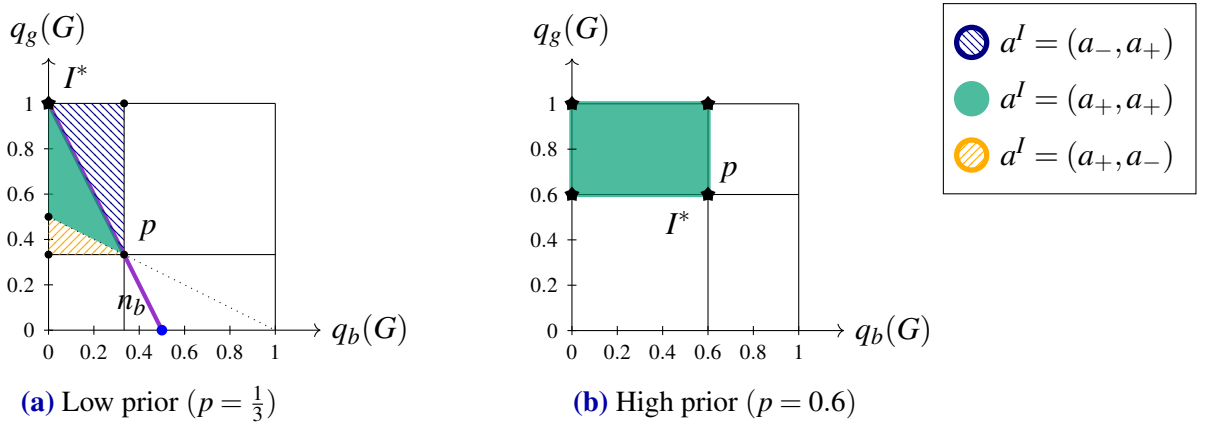 q_g(G)
I*
1
0.8
0.6
0.4
0.2
0
p
n_b
0 0.2 0.4 0.6 0.8 1
q_b(G)
(a) Low prior (p = 1/3)
q_g(G)
1
0.8
0.6
0.4
0.2
0
p
I*
0 0.2 0.4 0.6 0.8 1
q_b(G)
(b) High prior (p = 0.6)
a^I = (a_−, a_+)
a^I = (a_+, a_+)
a^I = (a_+, a_−)